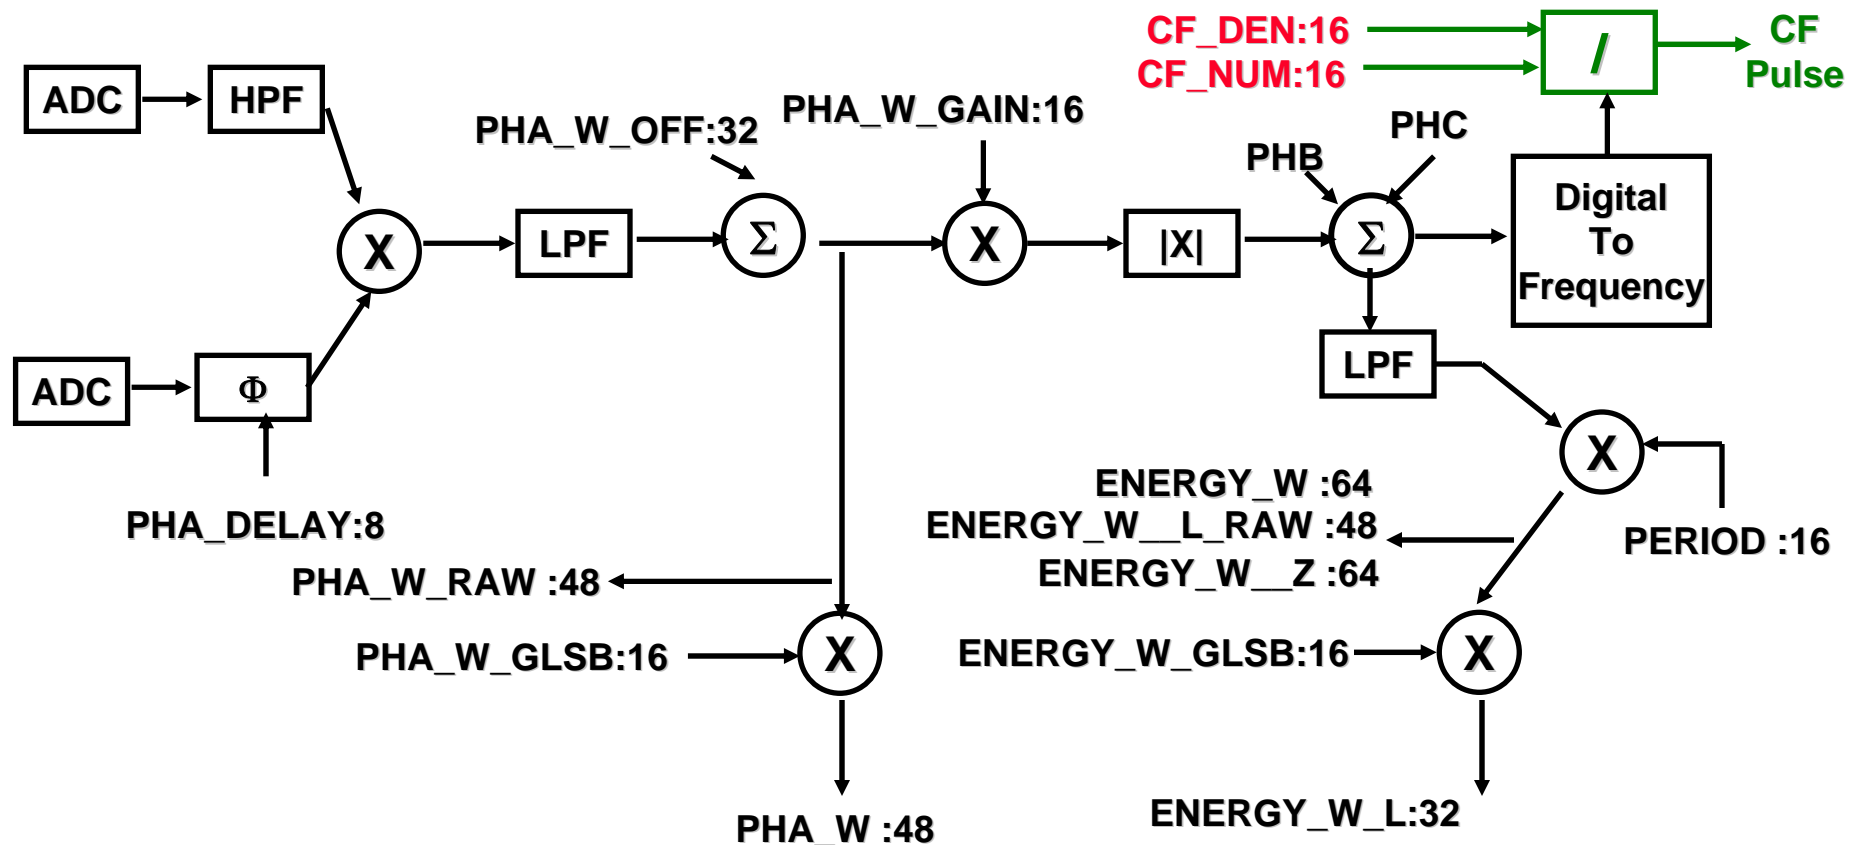 CF_DEN:16
CF_NUM:16
/
CF
Pulse
ADC
HPF
PHA_W_OFF:32
PHA_W_GAIN:16
PHB
PHC
Digital
To
Frequency
X
LPF
Σ
X
|X|
Σ
LPF
ADC
Φ
PHA_DELAY:8
X
PERIOD :16
ENERGY_W :64
ENERGY_W__L_RAW :48
ENERGY_W__Z :64
PHA_W_RAW :48
PHA_W_GLSB:16
X
ENERGY_W_GLSB:16
X
PHA_W :48
ENERGY_W_L:32